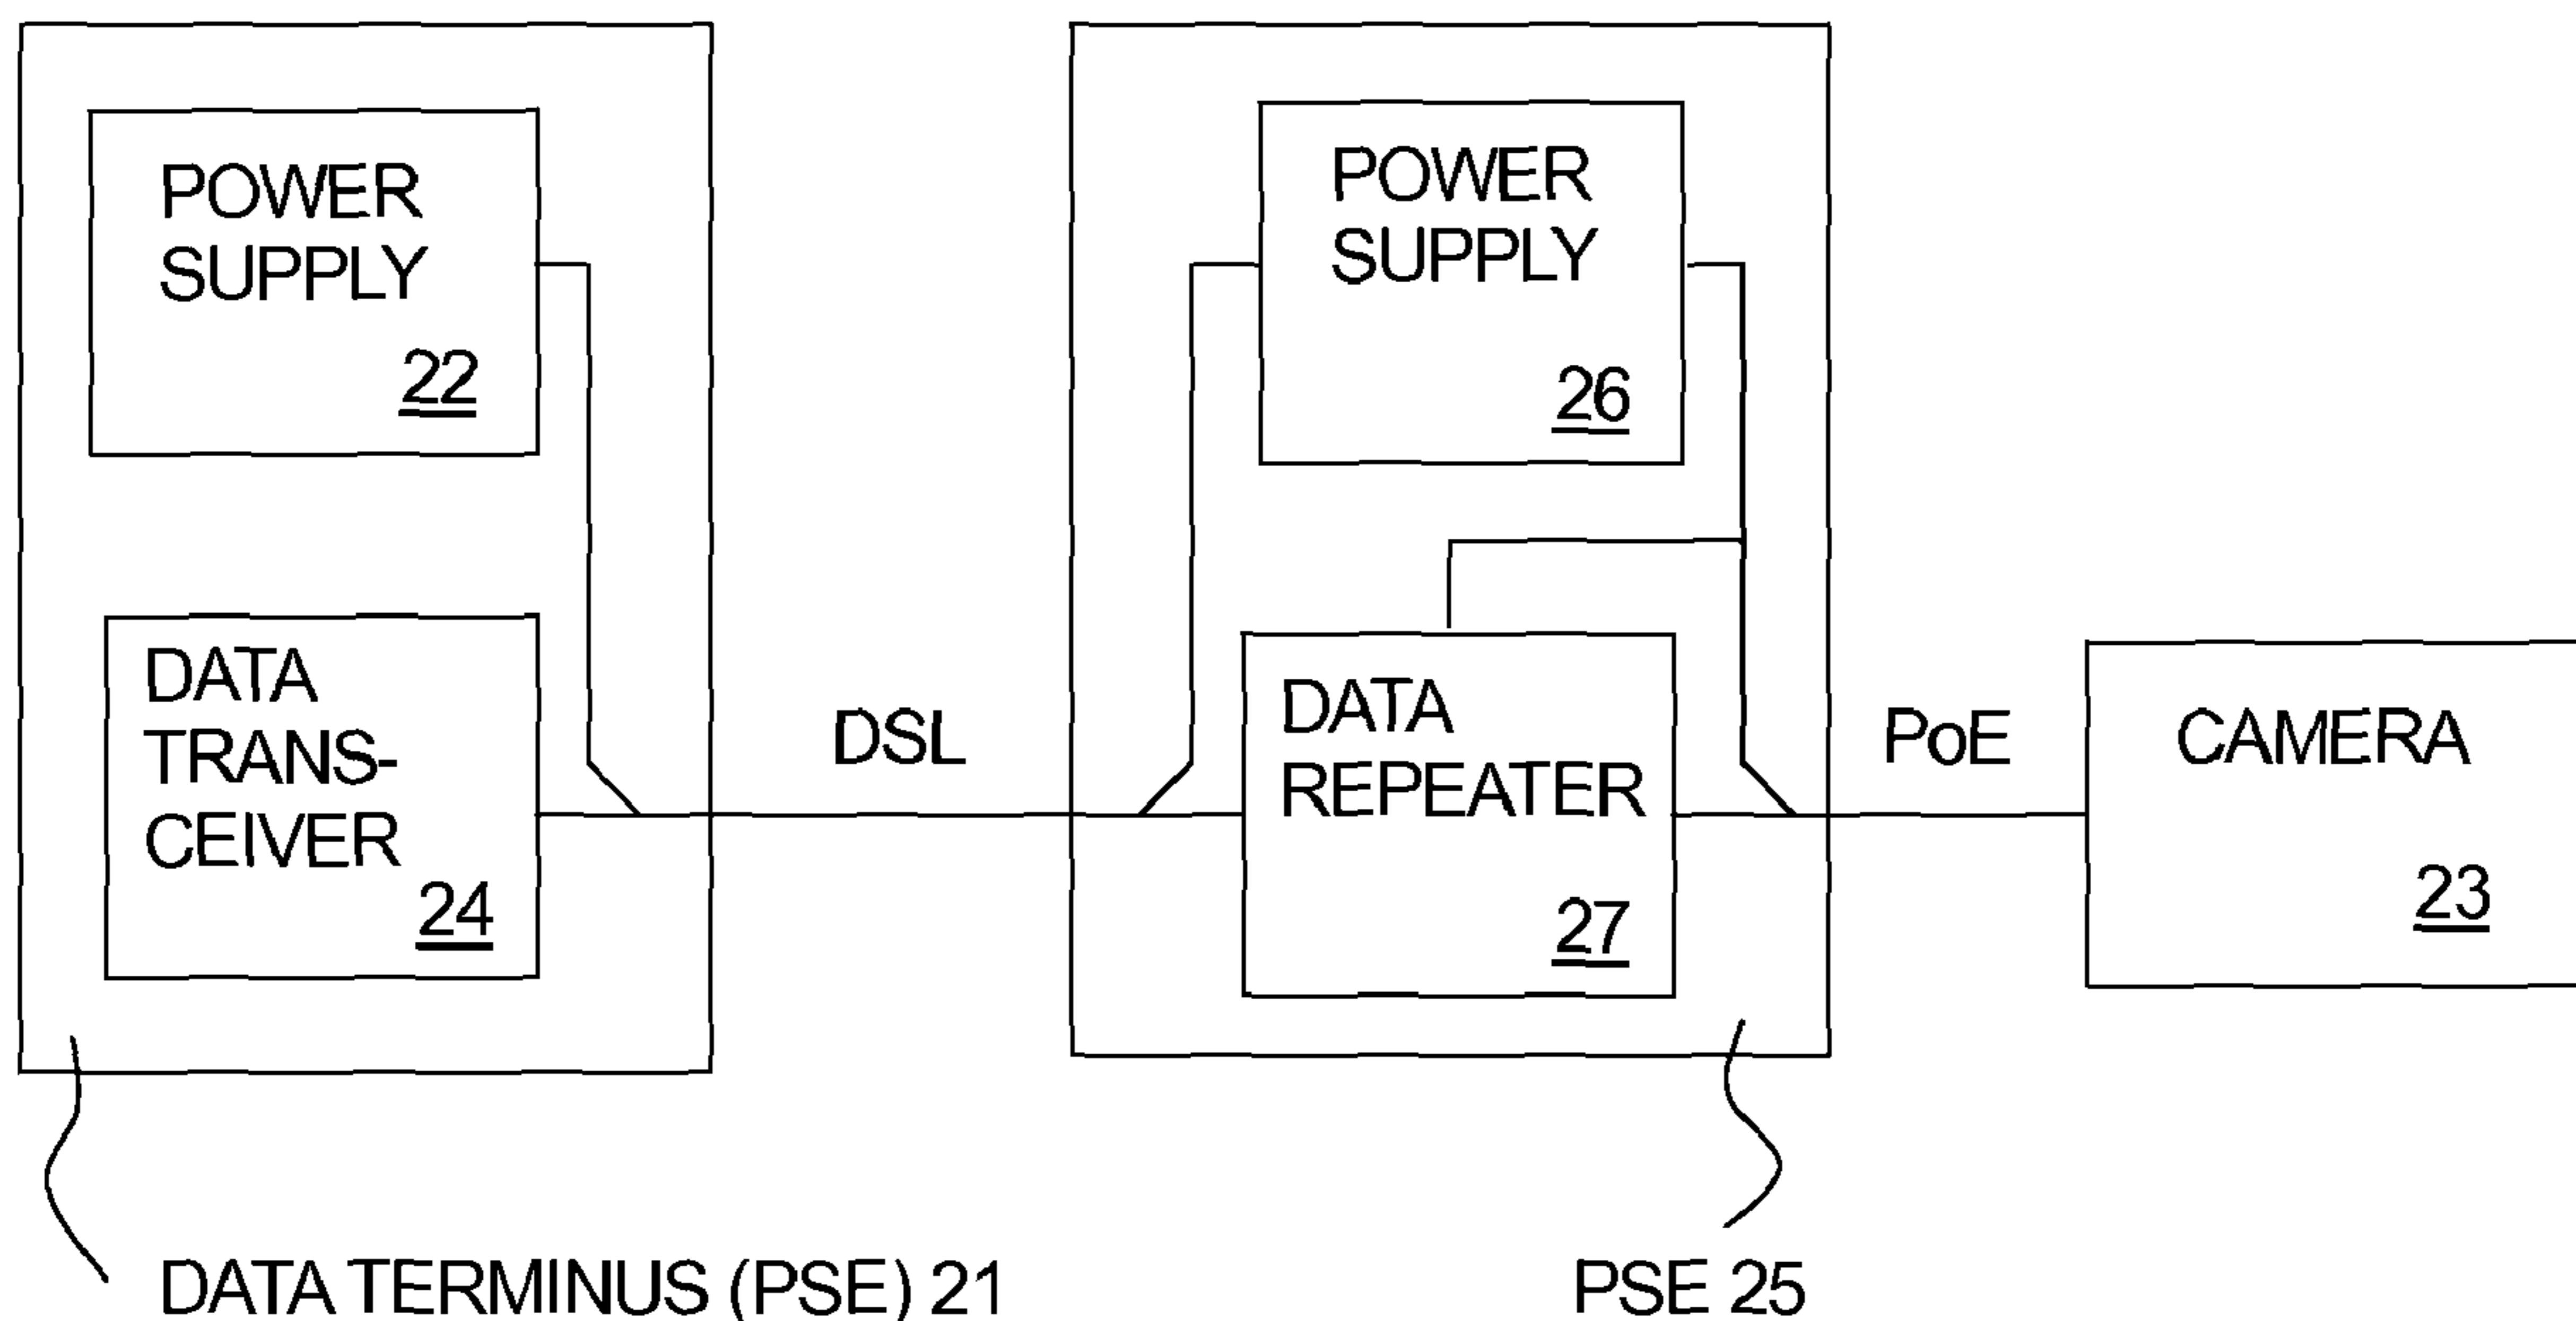 POWER
SUPPLY
22
DATA
TRANS-
CEIVER
24
DATA TERMINUS (PSE) 21
DSL
POWER
SUPPLY
26
DATA
REPEATER
27
PSE 25
PoE
CAMERA
23